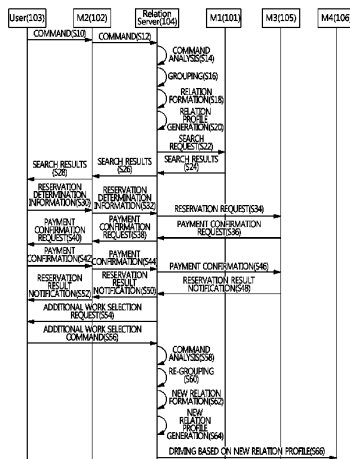 User(103)
M2(102)
Relation
Server(104)
M1(101)
M3(105)
M4(106)
COMMAND(S10)
COMMAND(S12)
COMMAND
ANALYSIS(S14)
GROUPING(S16)
RELATION
FORMATION(S18)
RELATION
PROFILE
GENERATION(S20)
SEARCH
REQUEST(S22)
SEARCH RESULTS
(S24)
SEARCH RESULTS
(S26)
SEARCH RESULTS
(S28)
RESERVATION
DETERMINATION
INFORMATION(S30)
RESERVATION
DETERMINATION
INFORMATION(S32)
RESERVATION REQUEST(S34)
PAYMENT CONFIRMATION
REQUEST(S36)
PAYMENT
CONFIRMATION
REQUEST(S38)
PAYMENT
CONFIRMATION
REQUEST(S40)
PAYMENT
CONFIRMATION(S42)
PAYMENT
CONFIRMATION(S44)
PAYMENT CONFIRMATION(S46)
RESERVATION RESULT
NOTIFICATION(S48)
RESERVATION
RESULT
NOTIFICATION(S50)
RESERVATION
RESULT
NOTIFICATION(S52)
ADDITIONAL WORK SELECTION
REQUEST(S54)
ADDITIONAL WORK SELECTION
COMMAND(S56)
COMMAND
ANALYSIS(S58)
RE-GROUPING
(S60)
NEW RELATION
FORMATION(S62)
NEW
RELATION
PROFILE
GENERATION(S64)
DRIVING BASED ON NEW RELATION PROFILE(S66)